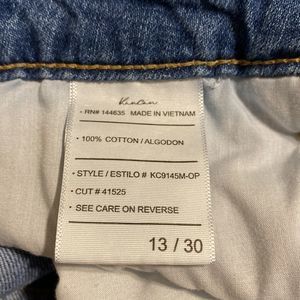 KanCan
• RN# 144635 MADE IN VIETNAM
• 100% COTTON / ALGODON
• STYLE / ESTILO # KC9145M-OP
• CUT # 41525
• SEE CARE ON REVERSE
13 / 30